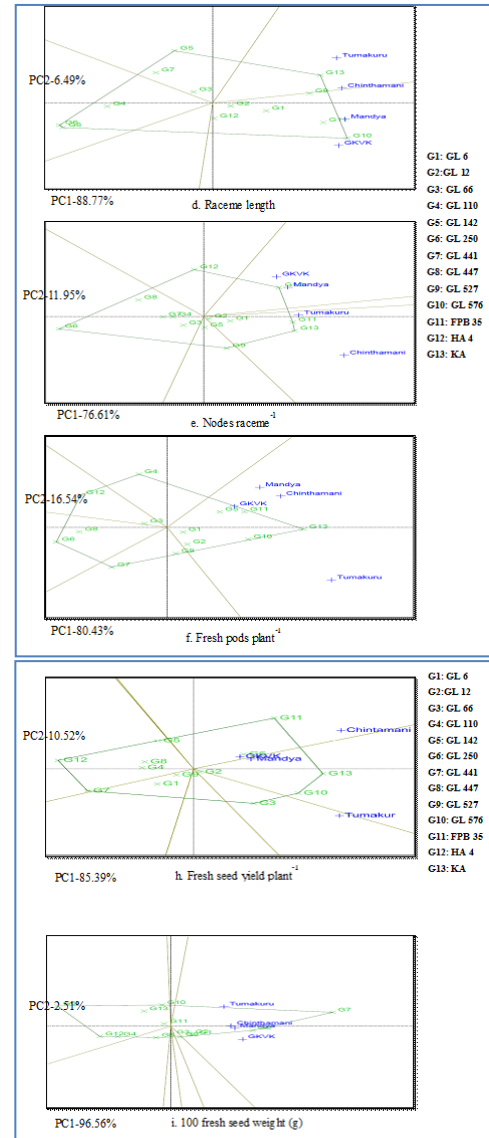 Tumakuru
G5
G13
G7
Chinthamani
G3
G9
G4
G2
G1
Mandya
G12
G8
G10
GKVK
PC2-6.49%
PC1-88.77%
d. Raceme length
G1: GL 6
G2:GL 12
G3: GL 66
G4: GL 110
G5: GL 142
G6: GL 250
G7: GL 441
G8: GL 447
G9: GL 527
G10: GL 576
G11: FPB 35
G12: HA 4
G13: KA
G12
GKVK
Mandya
PC2-11.95%
G8
G2
Tumakuru
G1
G11
G3
G5
G13
G6
G9
Chinthamani
PC1-76.61%
e. Nodes raceme-1
G4
Mandya
PC2-16.54%
G12
Chinthamani
GKVK
G11
G3
G8
G1
G13
G6
G2
G10
G9
G7
Tumakuru
PC1-80.43%
f. Fresh pods plant-1
G1: GL 6
G2:GL 12
G3: GL 66
G4: GL 110
G5: GL 142
G6: GL 250
G7: GL 441
G8: GL 447
G9: GL 527
G10: GL 576
G11: FPB 35
G12: HA 4
G13: KA
G11
PC2-10.52%
Chintamani
G5
GKVK
Mandya
G12
G8
G4
G2
G13
G1
G7
G10
G3
Tumakur
PC1-85.39%
h. Fresh seed yield plant-1
PC2-2.51%
G10
Tumakuru
G13
G7
G11
Chinthamani
Mandya
GKVK
PC1-96.56%
i. 100 fresh seed weight (g)